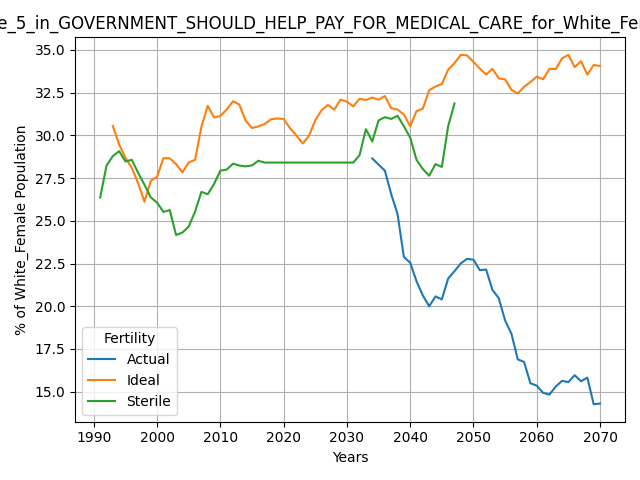 e_5_in_GOVERNMENT_SHOULD_HELP_PAY_FOR_MEDICAL_CARE_for_White_Fe
35.0
32.5
30.0
27.5
25.0
22.5
20.0
17.5
15.0
% of White_Female Population
Fertility
Actual
Ideal
Sterile
1990 2000 2010 2020 2030 2040 2050 2060 2070
Years